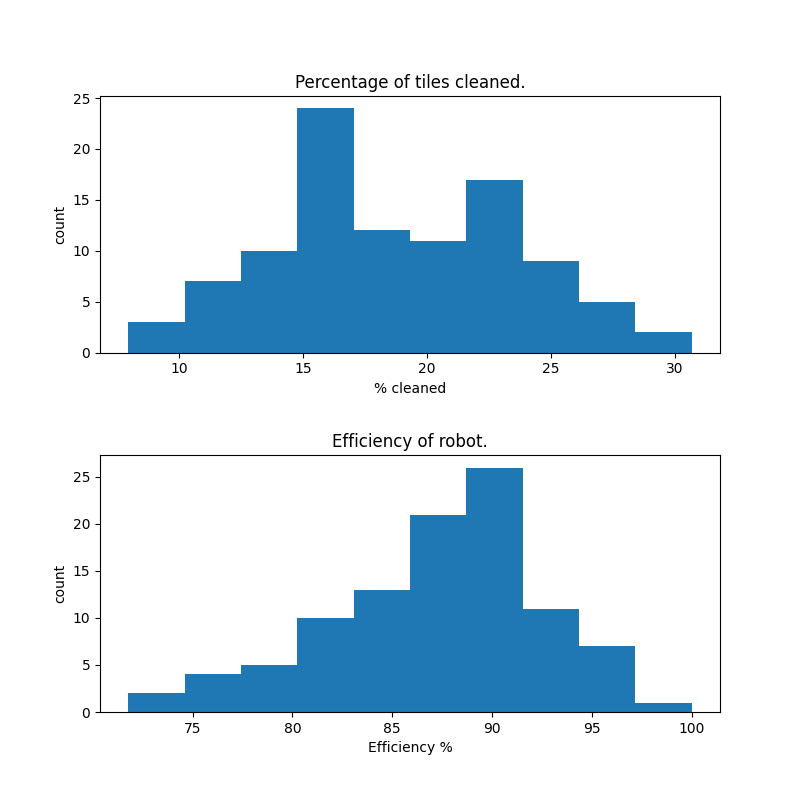 Percentage of tiles cleaned.
25
20
15
10
5
0
count
10 15 20 25 30
% cleaned
Efficiency of robot.
25
20
15
10
5
0
count
75 80 85 90 95 100
Efficiency %